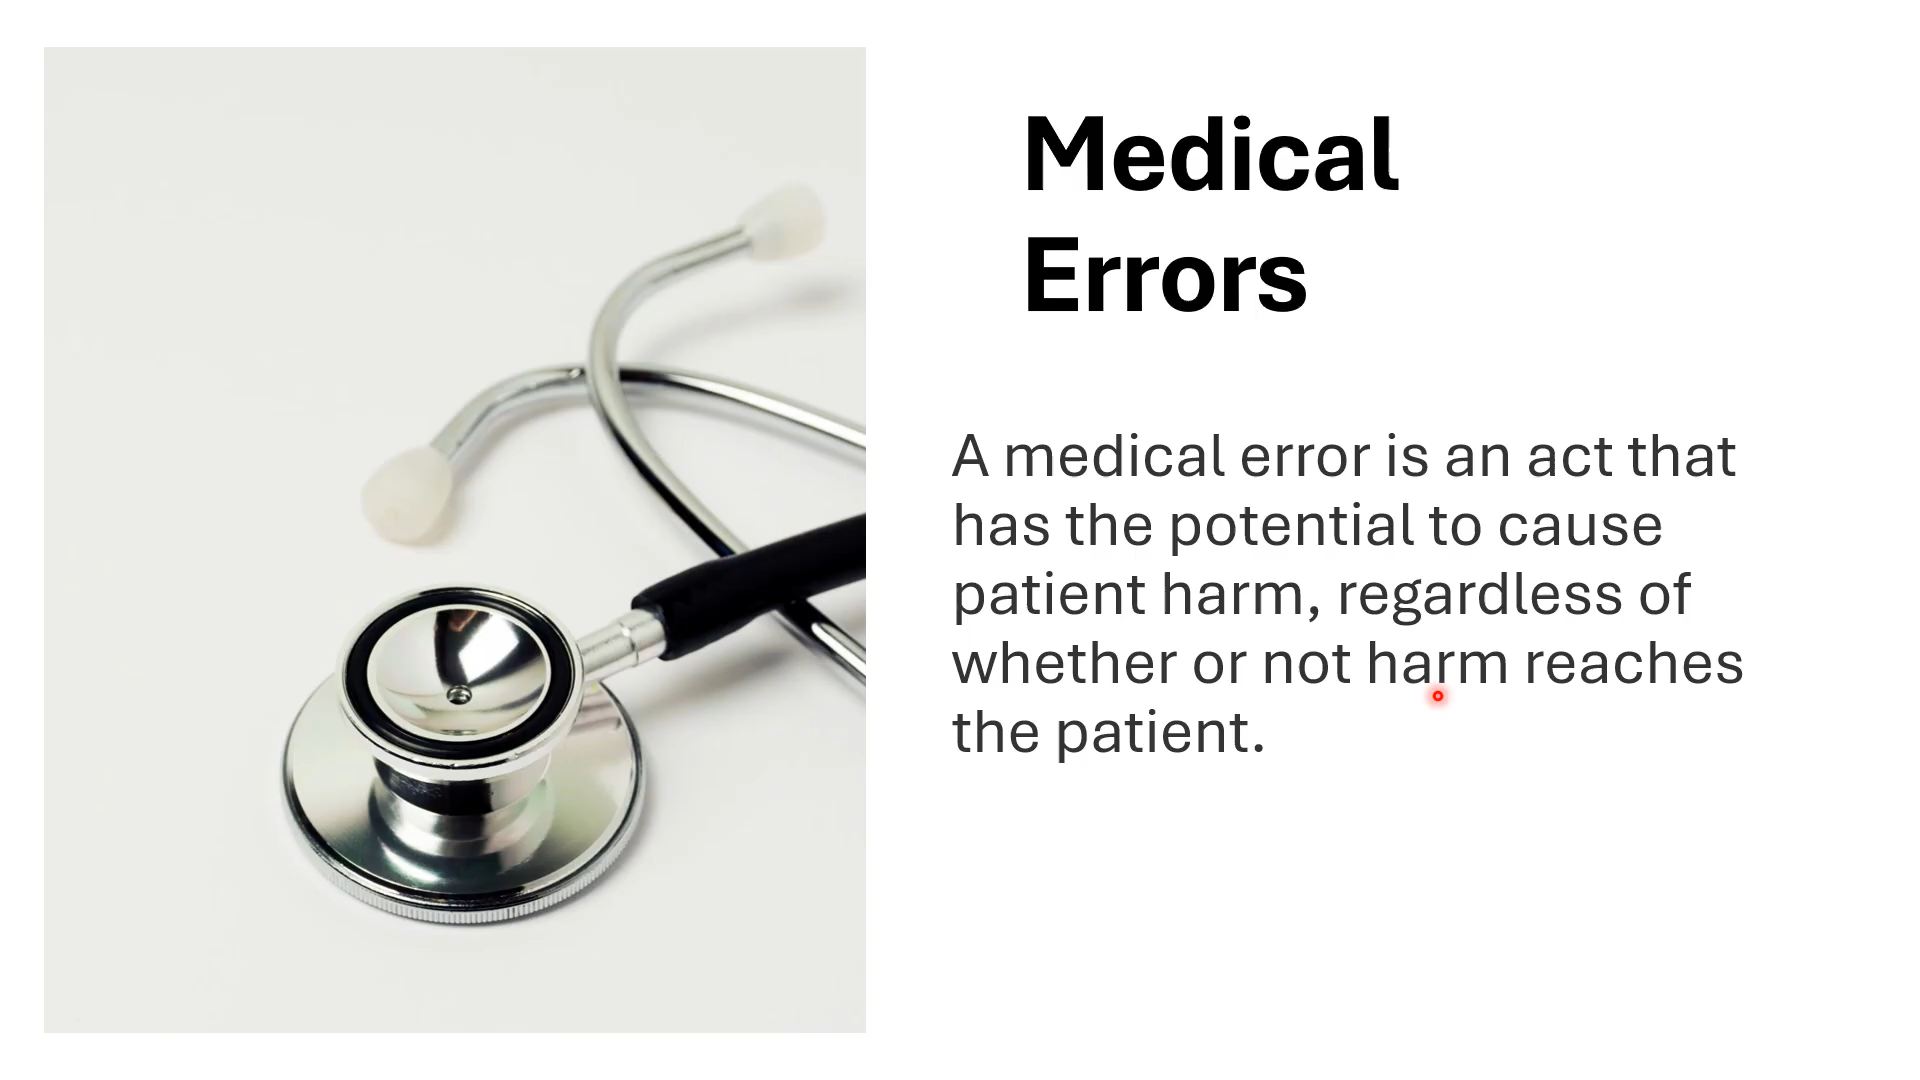 Medical
Errors
A medical error is an act that
has the potential to cause
patient harm, regardless of
whether or not harm reaches
the patient.